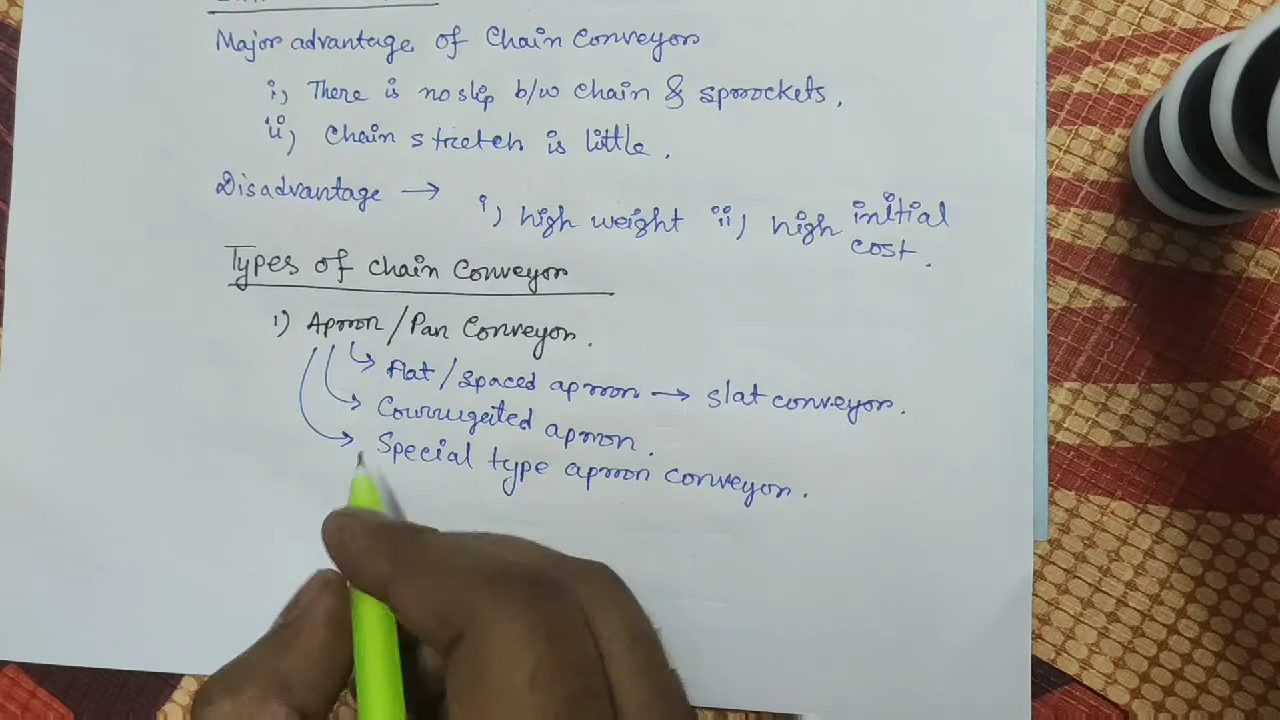 Major advantage of Chain Conveyor
i) There is no slip b/w chain & sprockets.
ii) Chain stretch is little.
Disadvantage → i) high weight ii) high initial cost.
Types of chain Conveyor
1) Apron/Pan Conveyor.
flat/spaced apron → slat conveyor.
Corrugated apron.
Special type apron conveyor.